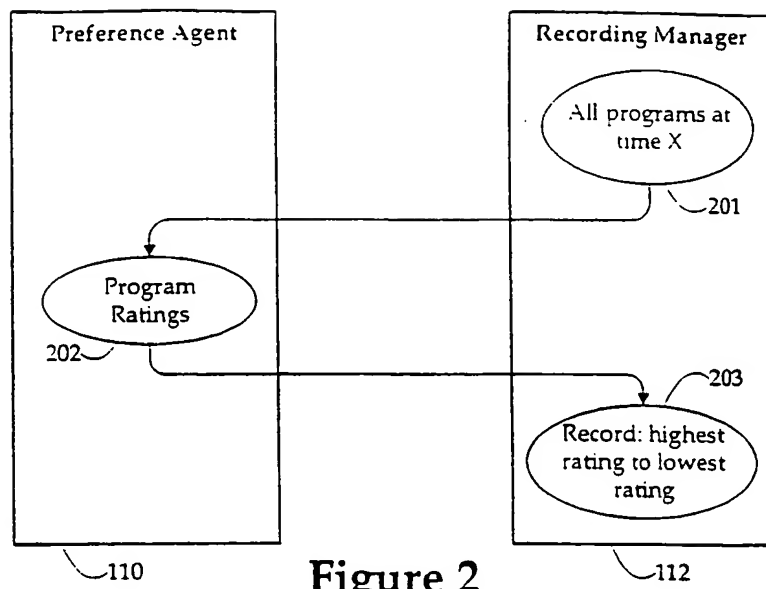 Preference Agent
Recording Manager
All programs at
time X
201
Program
Ratings
202
203
Record: highest
rating to lowest
rating
110
112
Figure 2